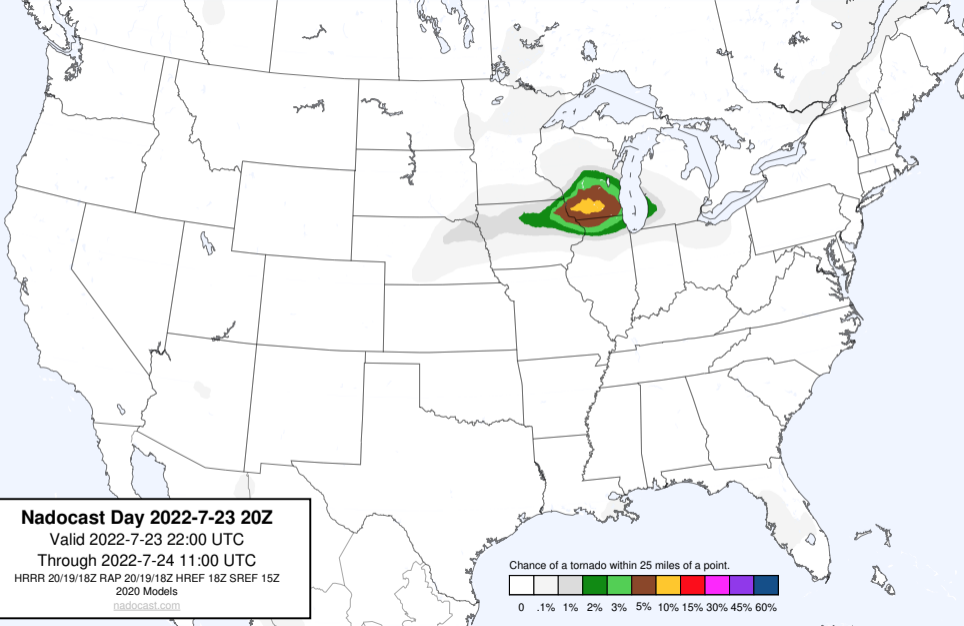 Nadocast Day 2022-7-23 20Z
Valid 2022-7-23 22:00 UTC
Through 2022-7-24 11:00 UTC
HRRR 20/19/18Z RAP 20/19/18Z HREF 18Z SREF 15Z
2020 Models
nadocast.com
Chance of a tornado within 25 miles of a point.
0 .1% 1% 2% 3% 5% 10% 15% 30% 45% 60%